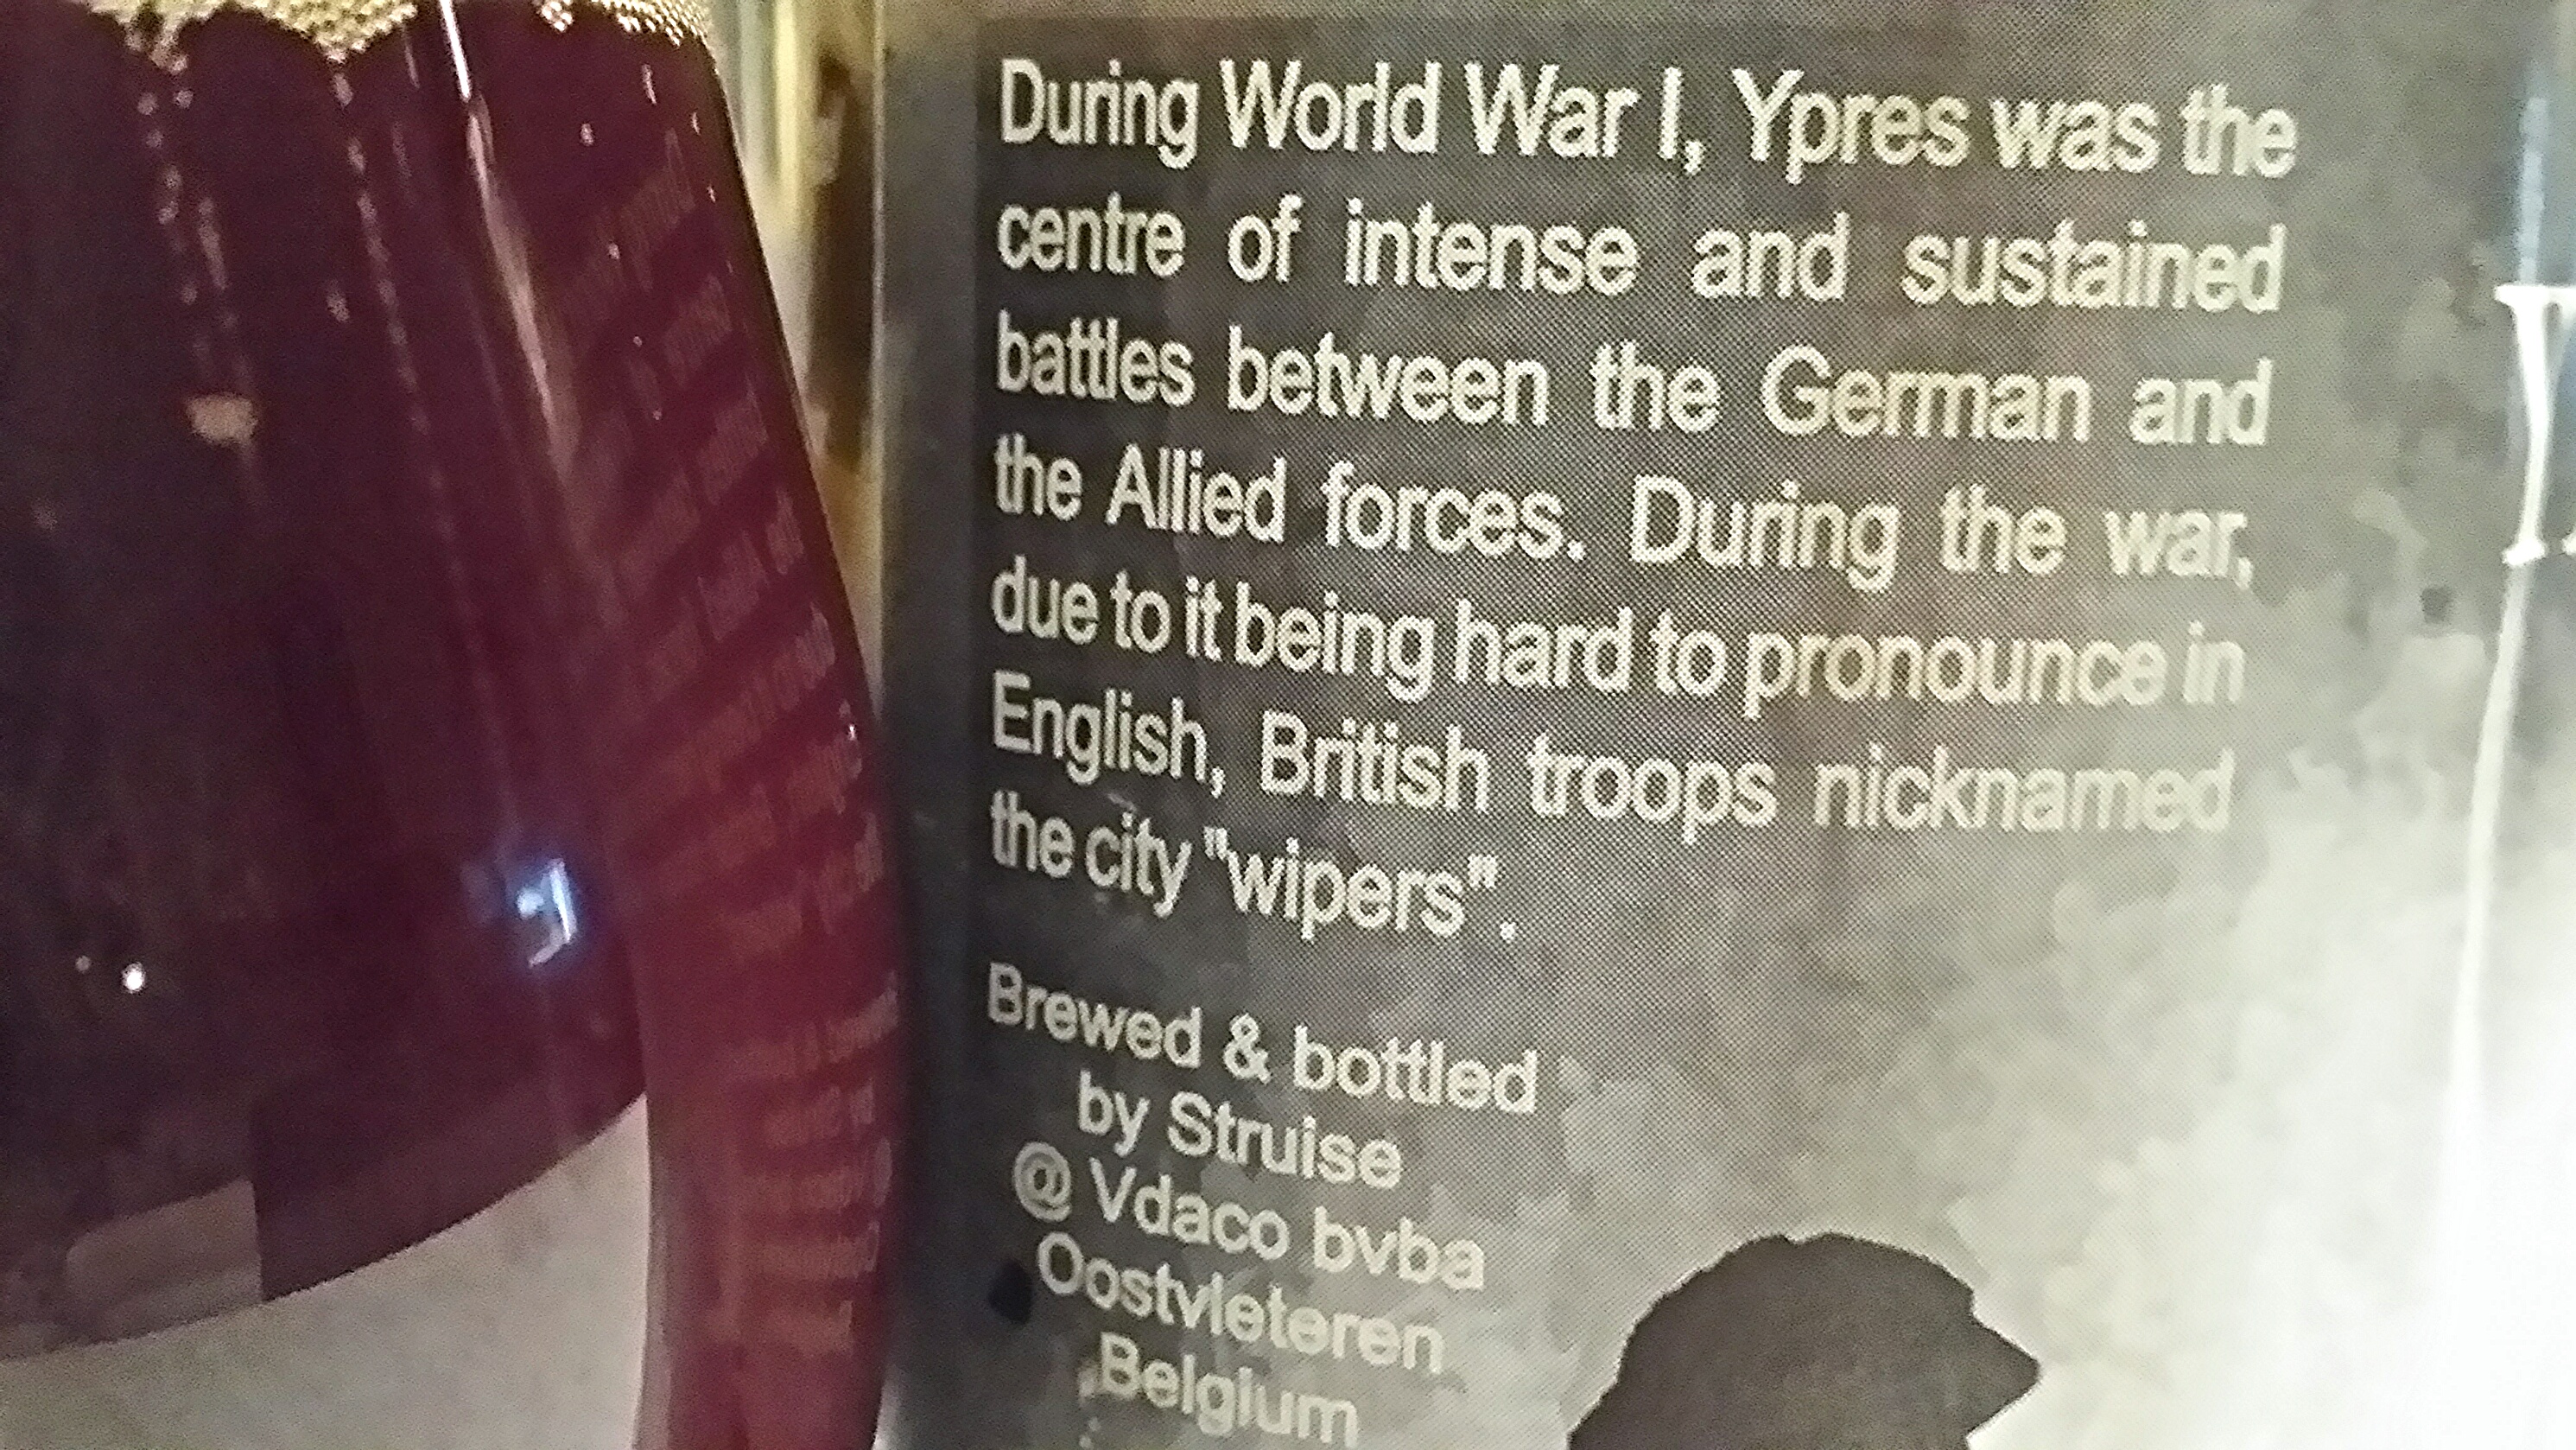 During World War I, Ypres was the
centre of intense and sustained
battles between the German and
the Allied forces. During the war,
due to it being hard to pronounce in
English, British troops nicknamed
the city "wipers".
Brewed & bottled
by Struise
@ Vdaco bvba
Oostvleteren
Belgium